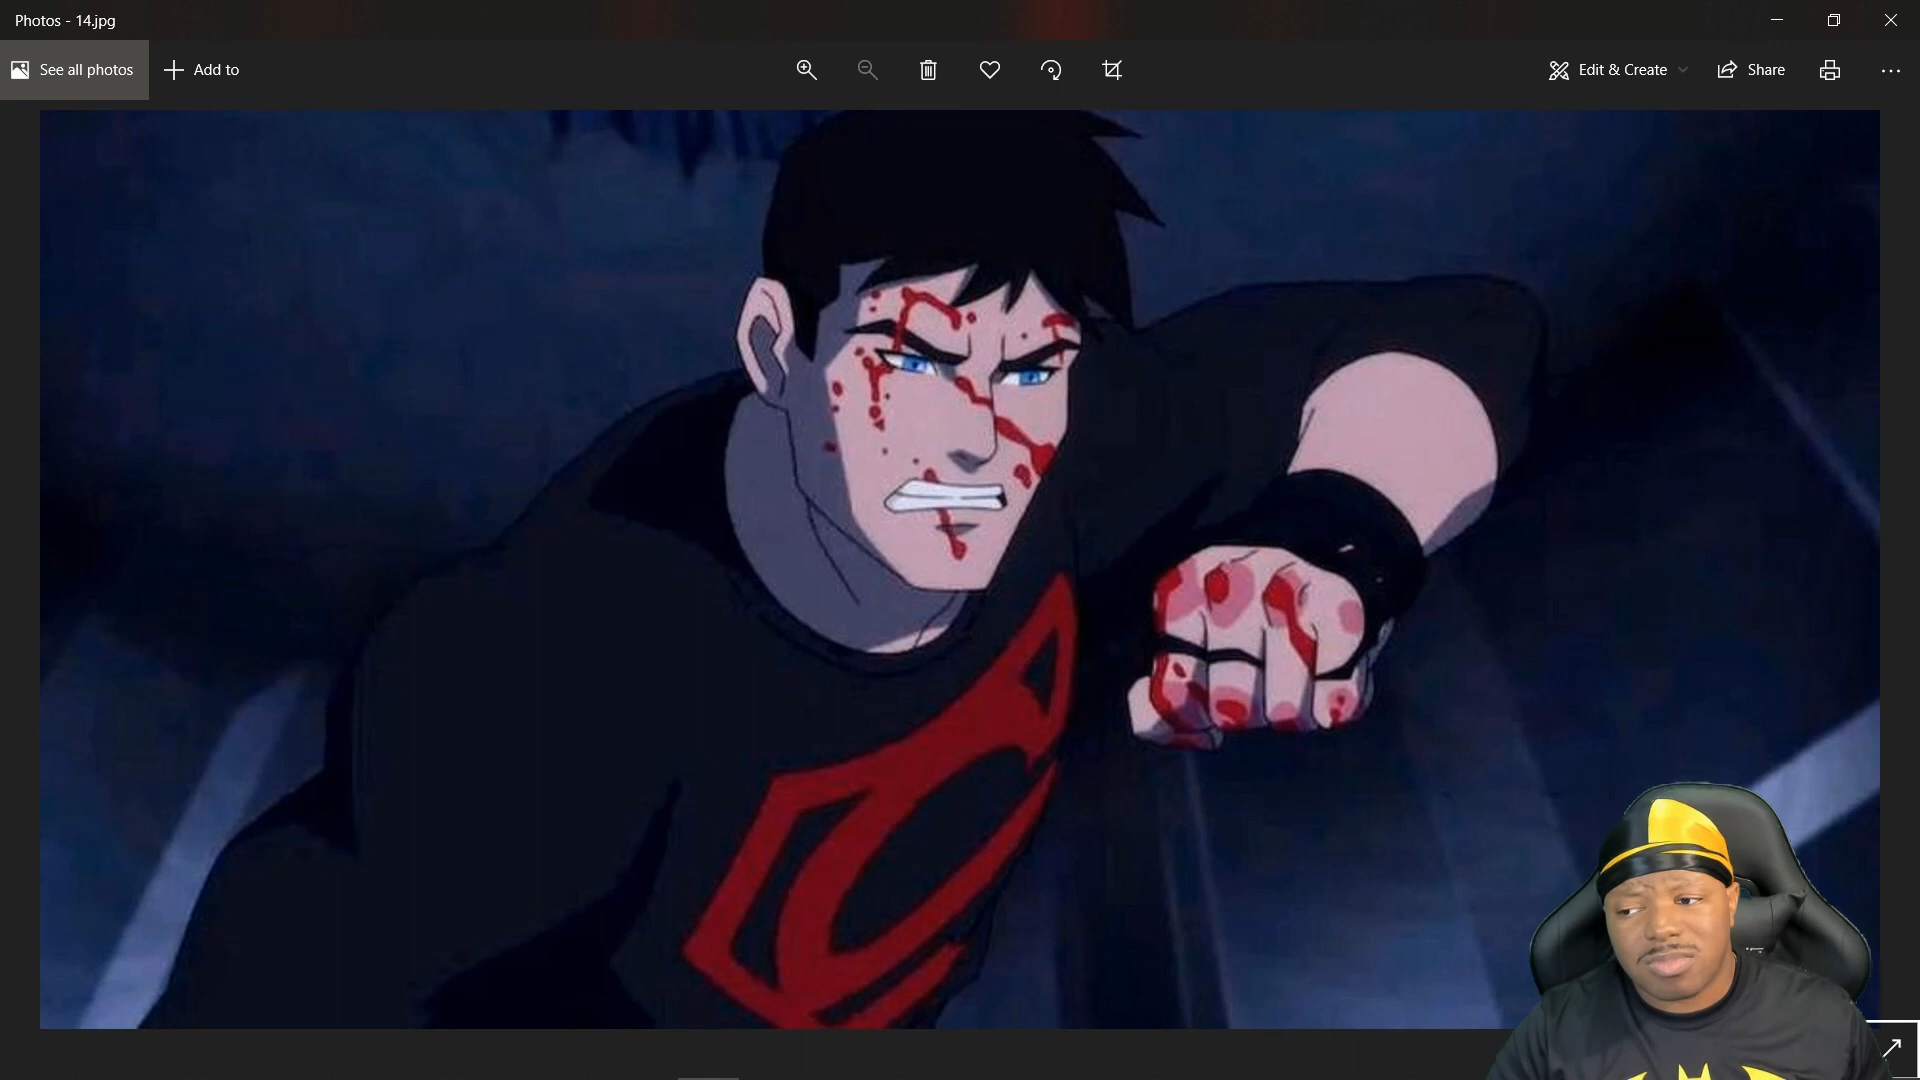 Photos - 14.jpg
See all photos
Add to
Edit & Create
Share